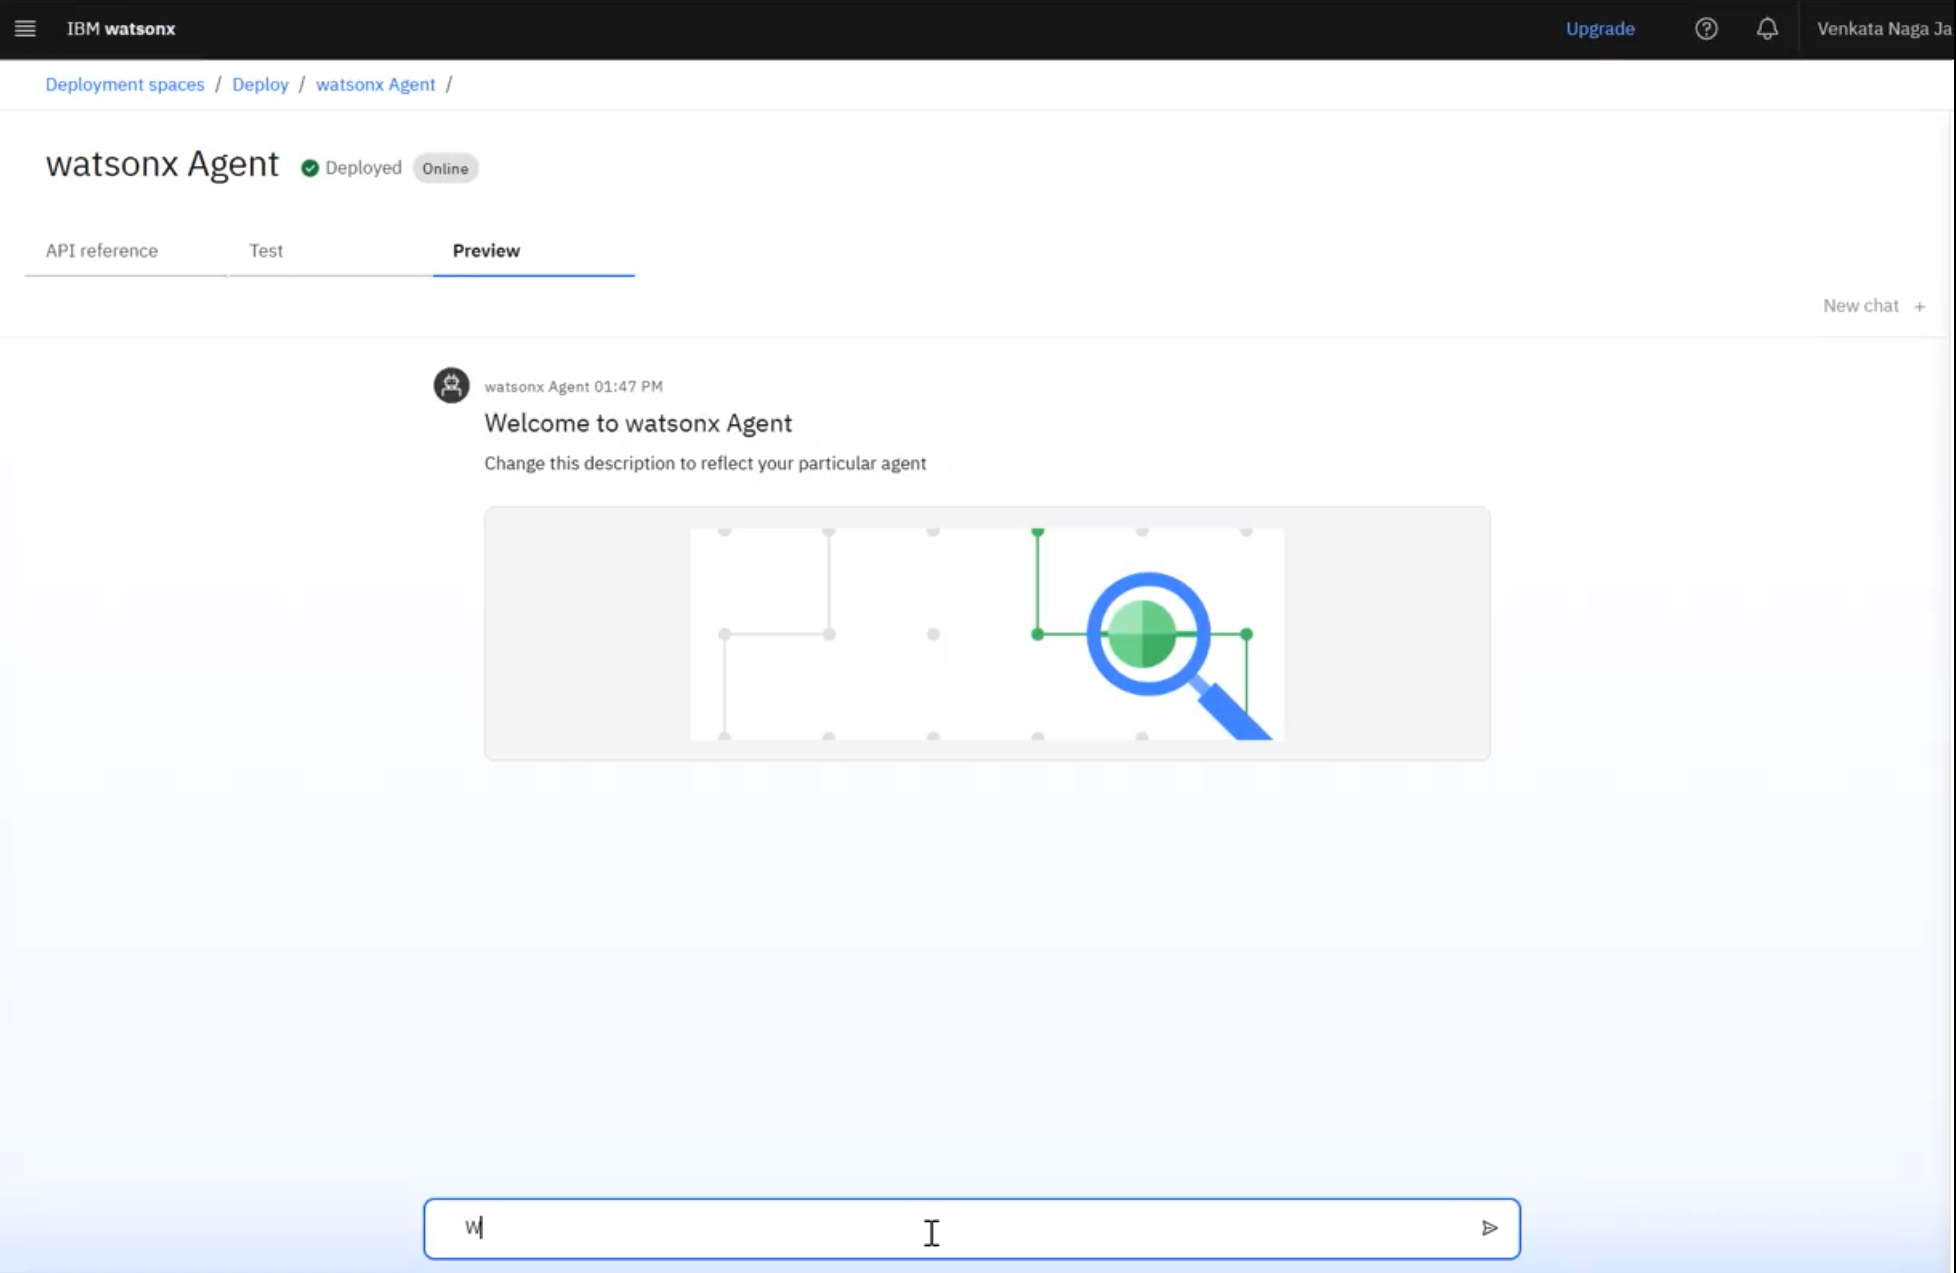 IBM watsonx
Upgrade
Venkata Naga Ja
Deployment spaces / Deploy / watsonx Agent /
watsonx Agent Deployed Online
API reference Test Preview
New chat +
watsonx Agent 01:47 PM
Welcome to watsonx Agent
Change this description to reflect your particular agent
W